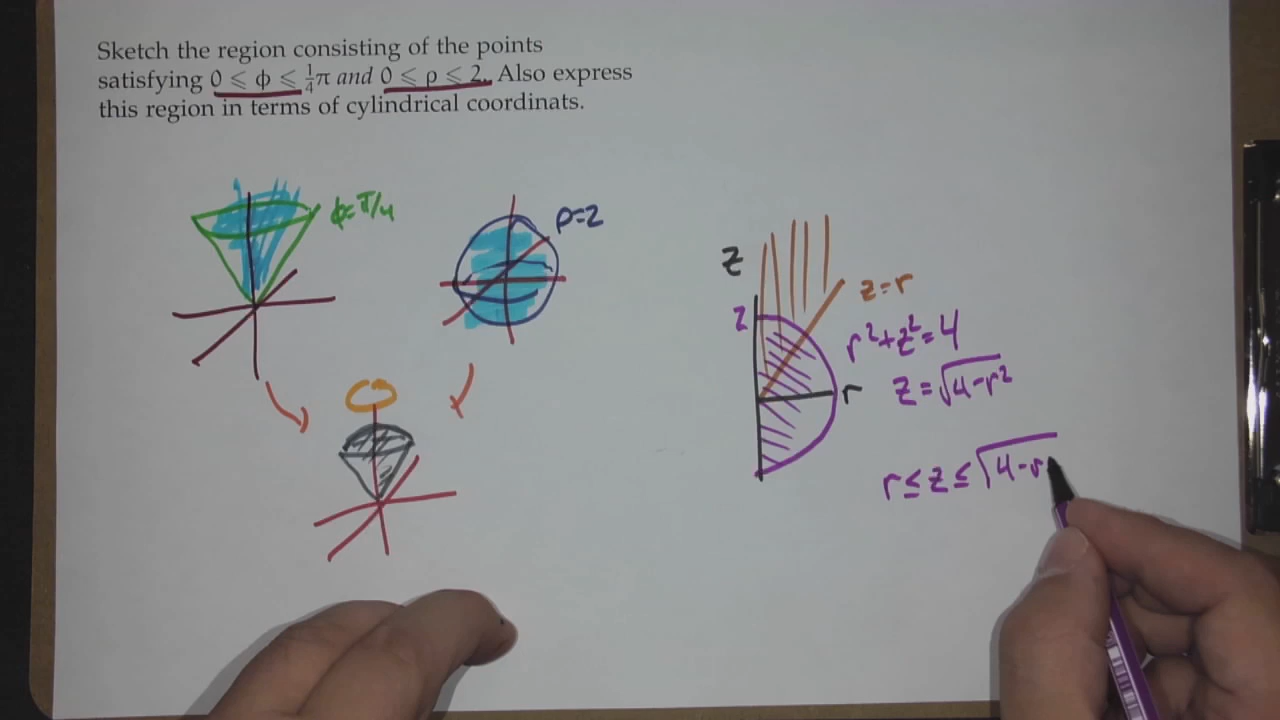 Sketch the region consisting of the points
satisfying 0 ⩽ ϕ ⩽ ¼π and 0 ⩽ ρ ⩽ 2. Also express
this region in terms of cylindrical coordinats.
ϕ=π/4
ρ=2
z
z=r
2
r²+z²=4
r
z=√4-r²
r≤z≤√4-r